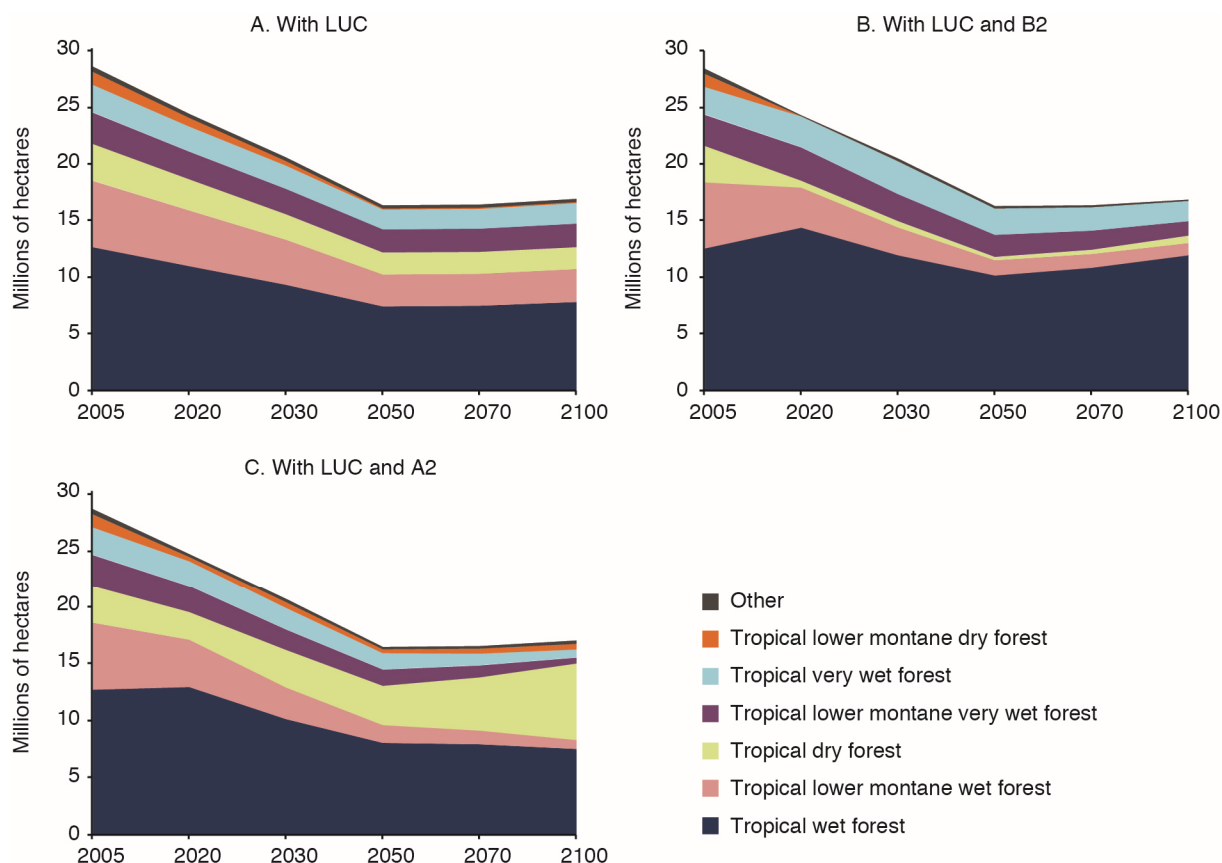 A. With LUC
Millions of hectares
30
25
20
15
10
5
0
2005 2020 2030 2050 2070 2100
B. With LUC and B2
Millions of hectares
30
25
20
15
10
5
0
2005 2020 2030 2050 2070 2100
C. With LUC and A2
Millions of hectares
30
25
20
15
10
5
0
2005 2020 2030 2050 2070 2100
Other
Tropical lower montane dry forest
Tropical very wet forest
Tropical lower montane very wet forest
Tropical dry forest
Tropical lower montane wet forest
Tropical wet forest